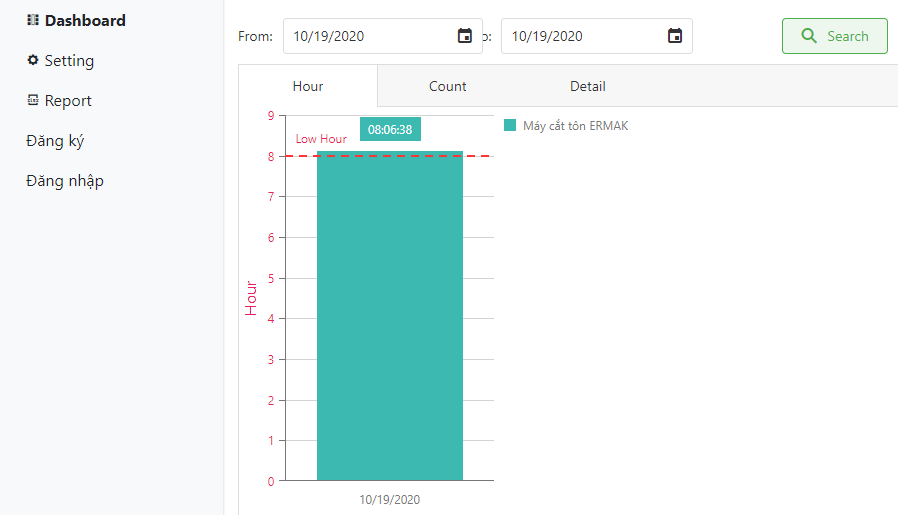 Dashboard
Setting
Report
Đăng ký
Đăng nhập
From: 10/19/2020 o: 10/19/2020 Search
Hour Count Detail
9
08:06:38
Máy cắt tôn ERMAK
Low Hour
8
7
6
5
4
3
2
1
0
Hour
10/19/2020